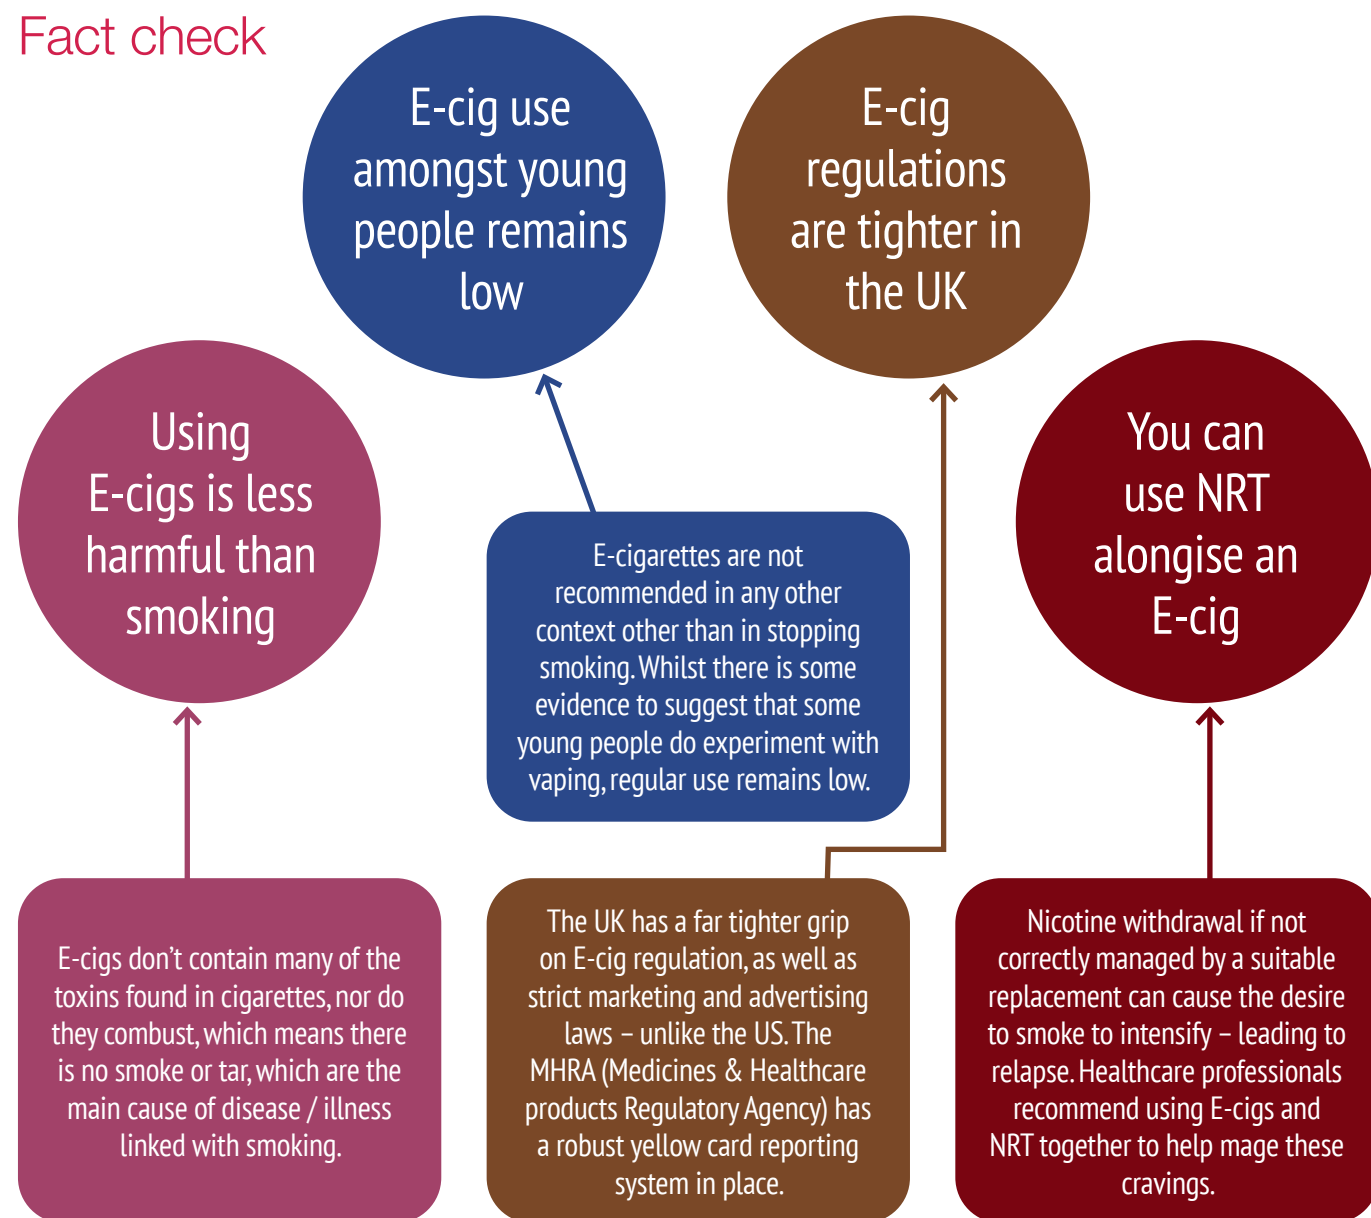 Fact check
E-cig use
amongst young
people remains
low
E-cig
regulations
are tighter in
the UK
Using
E-cigs is less
harmful than
smoking
You can
use NRT
alongise an
E-cig
E-cigarettes are not
recommended in any other
context other than in stopping
smoking. Whilst there is some
evidence to suggest that some
young people do experiment with
vaping, regular use remains low.
E-cigs don’t contain many of the
toxins found in cigarettes, nor do
they combust, which means there
is no smoke or tar, which are the
main cause of disease / illness
linked with smoking.
The UK has a far tighter grip
on E-cig regulation, as well as
strict marketing and advertising
laws – unlike the US. The
MHRA (Medicines & Healthcare
products Regulatory Agency) has
a robust yellow card reporting
system in place.
Nicotine withdrawal if not
correctly managed by a suitable
replacement can cause the desire
to smoke to intensify – leading to
relapse. Healthcare professionals
recommend using E-cigs and
NRT together to help mage these
cravings.